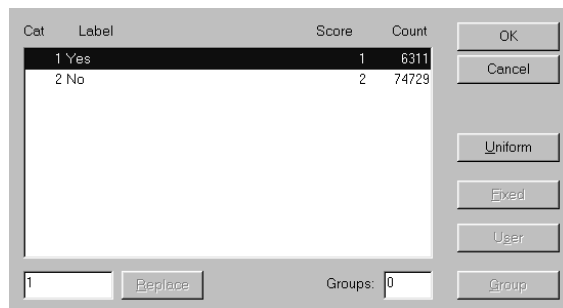 Cat Label Score Count
1 Yes 1 6311
2 No 2 74729
OK
Cancel
Uniform
Fixed
User
1 Replace Groups: 0 Group